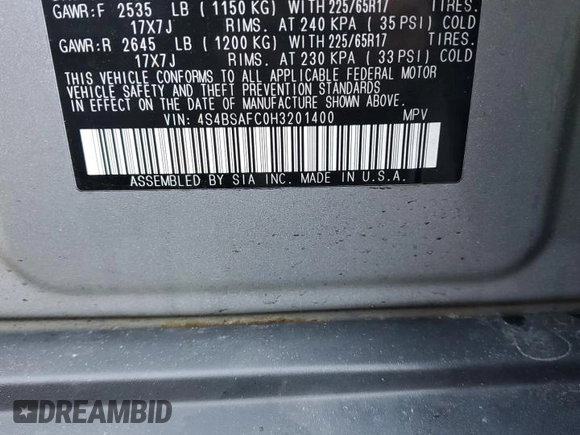 GAWR:F 2535 LB ( 1150 KG) WITH 225/65R17 TIRES.
17X7J RIMS. AT 240 KPA ( 35 PSI) COLD
GAWR:R 2645 LB ( 1200 KG) WITH 225/65R17 TIRES.
17X7J RIMS. AT 230 KPA ( 33 PSI) COLD
THIS VEHICLE CONFORMS TO ALL APPLICABLE FEDERAL MOTOR
VEHICLE SAFETY AND THEFT PREVENTION STANDARDS
IN EFFECT ON THE DATE OF MANUFACTURE SHOWN ABOVE.
VIN: 4S4BSAFC0H3201400 MPV
ASSEMBLED BY SIA INC. MADE IN U.S.A.
DREAMBID